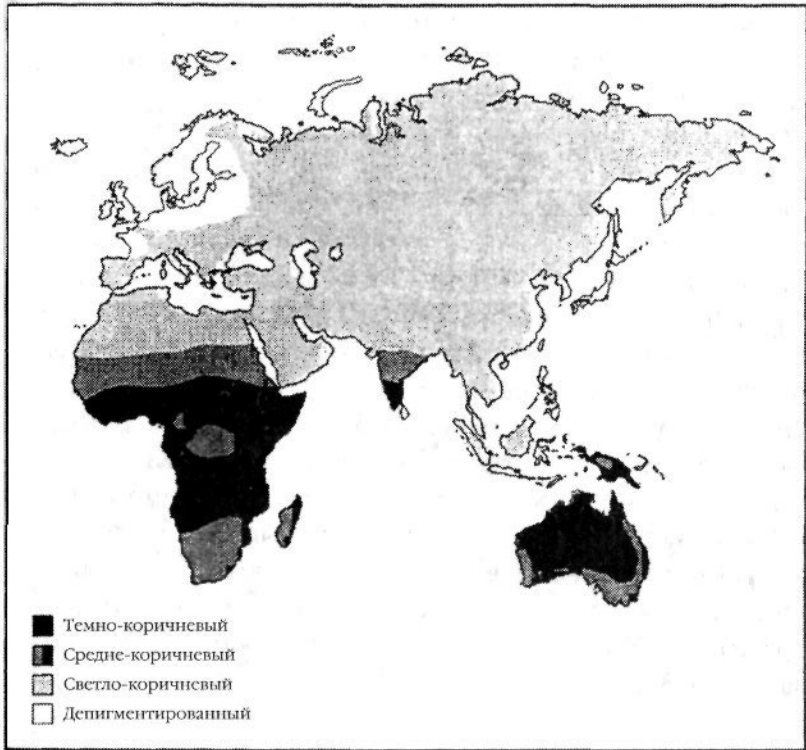 Темно-коричневый
Средне-коричневый
Светло-коричневый
Депигментированный